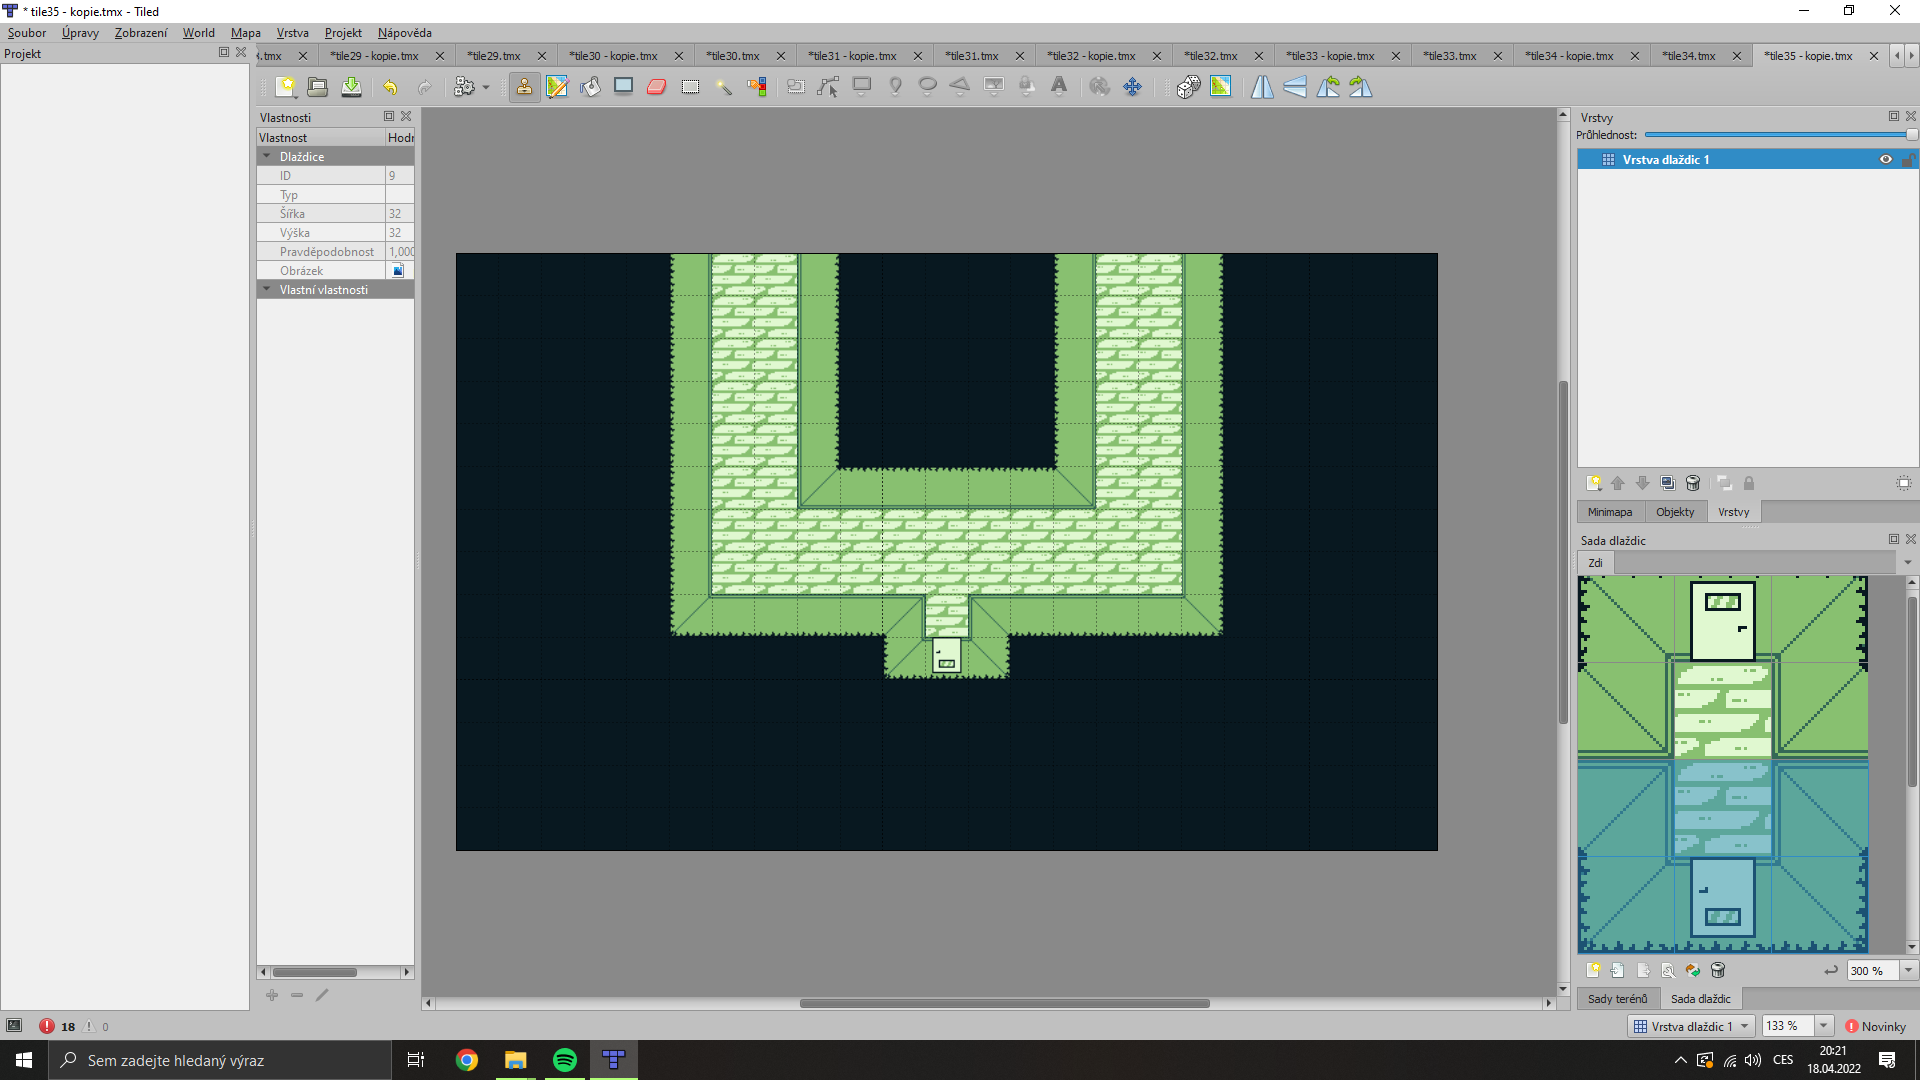 * tile35 - kopie.tmx - Tiled
Soubor Úpravy Zobrazení World Mapa Vrstva Projekt Nápověda
Projekt
.tmx *tile29 - kopie.tmx *tile29.tmx *tile30 - kopie.tmx *tile30.tmx *tile31 - kopie.tmx *tile31.tmx *tile32 - kopie.tmx *tile32.tmx *tile33 - kopie.tmx *tile33.tmx *tile34 - kopie.tmx *tile34.tmx *tile35 - kopie.tmx
Vlastnosti
Vlastnost Hodr
Dlaždice
ID 9
Typ
Šířka 32
Výška 32
Pravděpodobnost 1,000
Obrázek
Vlastní vlastnosti
Vrstvy
Průhlednost:
Vrstva dlaždic 1
Minimapa Objekty Vrstvy
Sada dlaždic
Zdi
300 %
Sady terénů Sada dlaždic
18 0
Vrstva dlaždic 1 133 % Novinky
Sem zadejte hledaný výraz
CES
20:21
18.04.2022